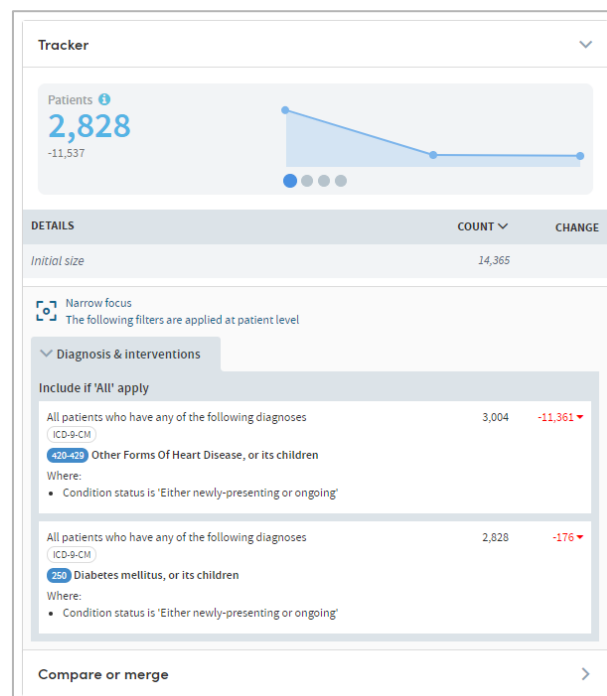 Tracker
Patients
2,828
-11,537
DETAILS COUNT CHANGE
Initial size 14,365
Narrow focus
The following filters are applied at patient level
Diagnosis & interventions
Include if 'All' apply
All patients who have any of the following diagnoses 3,004 -11,361
ICD-9-CM
420-429 Other Forms Of Heart Disease, or its children
Where:
• Condition status is 'Either newly-presenting or ongoing'
All patients who have any of the following diagnoses 2,828 -176
ICD-9-CM
250 Diabetes mellitus, or its children
Where:
• Condition status is 'Either newly-presenting or ongoing'
Compare or merge